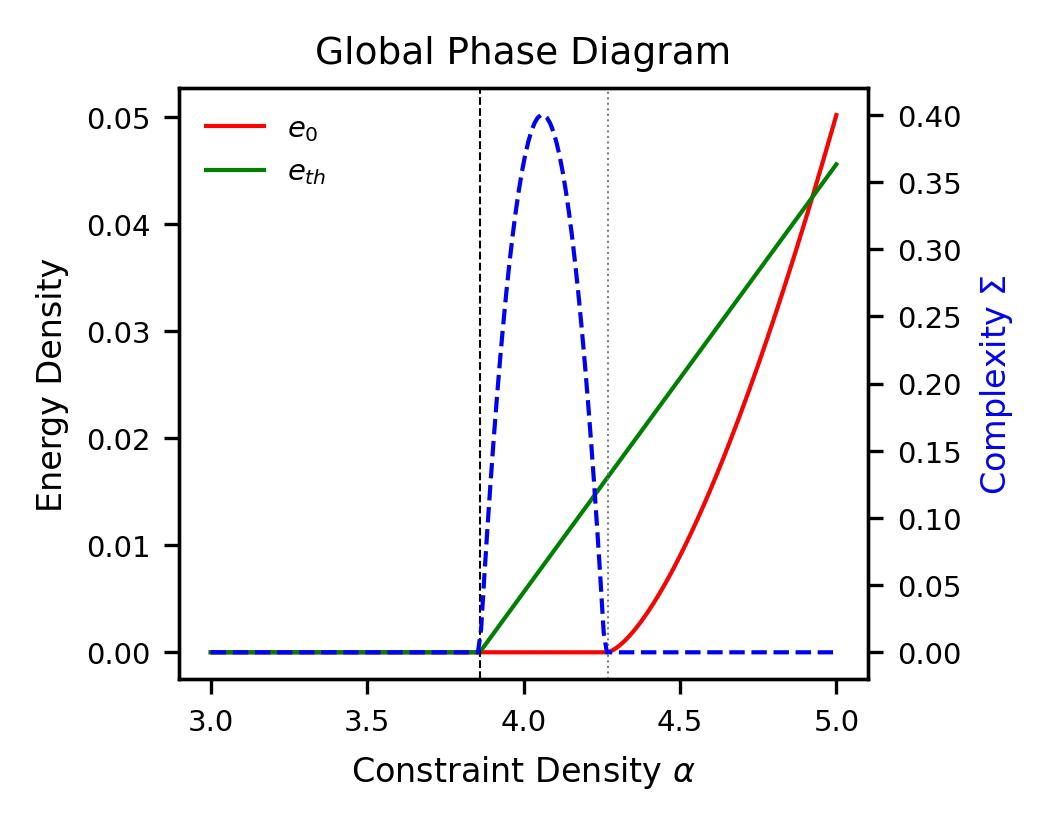 Global Phase Diagram
e₀
eₜₕ
0.05
0.04
0.03
0.02
0.01
0.00
Energy Density
0.40
0.35
0.30
0.25
0.20
0.15
0.10
0.05
0.00
Complexity Σ
3.0 3.5 4.0 4.5 5.0
Constraint Density α